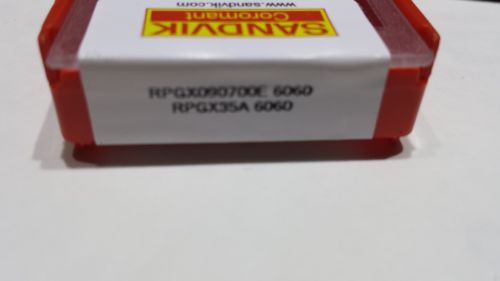 www.sandvik.com
Coromant
SANDVIK
RPGX090700E 6060
RPGX35A 6060